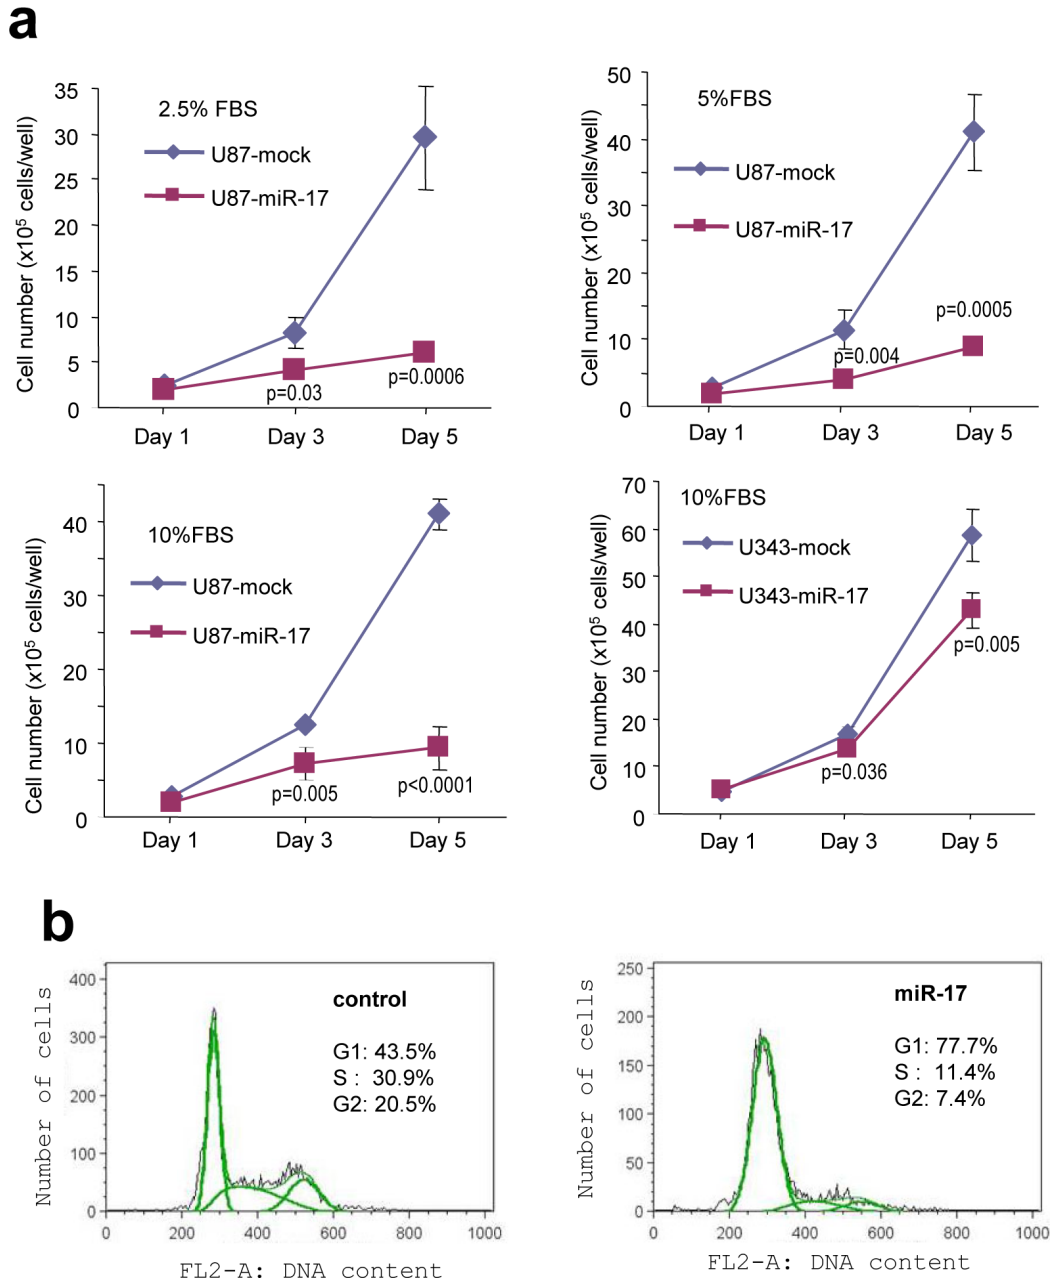 a
35
30
25
20
15
10
5
0
Cell number (x10⁵ cells/well)
2.5% FBS
U87-mock
U87-miR-17
p=0.03
p=0.0006
Day 1 Day 3 Day 5
50
40
30
20
10
0
Cell number (x10⁵ cells/well)
5%FBS
U87-mock
U87-miR-17
p=0.0005
p=0.004
Day 1 Day 3 Day 5
40
30
20
10
0
Cell number (x10⁵ cells/well)
10%FBS
U87-mock
U87-miR-17
p=0.005
p<0.0001
Day 1 Day 3 Day 5
70
60
50
40
30
20
10
0
Cell number (x10⁵ cells/well)
10%FBS
U343-mock
U343-miR-17
p=0.005
p=0.036
Day 1 Day 3 Day 5
b
400
300
200
100
0
Number of cells
control
G1: 43.5%
S : 30.9%
G2: 20.5%
0 200 400 600 800 1000
FL2-A: DNA content
250
200
150
100
50
0
Number of cells
miR-17
G1: 77.7%
S : 11.4%
G2: 7.4%
0 200 400 600 800 1000
FL2-A: DNA content